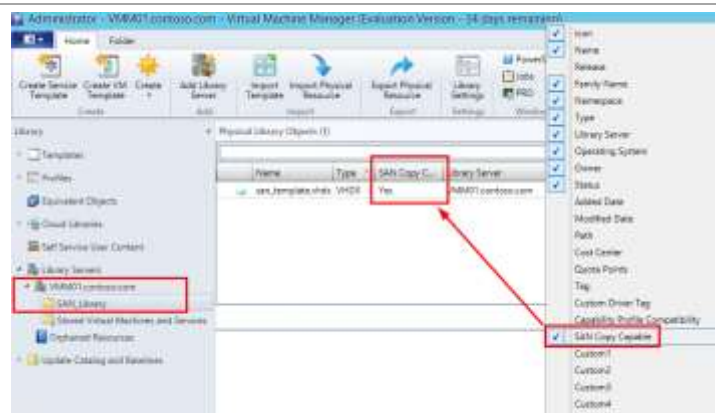 Administrator - VMM01.contoso.com - Virtual Machine Manager (Evaluation Version - 14 days remaining)
Home Folder
Create Service Template
Create VM Template
Create
Add Library Server
Import Template
Import Physical Resource
Export Physical Resource
Library Settings
PowerS
Jobs
PRO
Create Add Import Export Settings Window
Library
Physical Library Objects (1)
Templates
Profiles
Equivalent Objects
Cloud Libraries
Self Service User Content
Library Servers
VMM01.contoso.com
SAN_Library
Stored Virtual Machines and Services
Orphaned Resources
Update Catalog and Baselines
Name Type SAN Copy C... Library Server
san_template.vhdx VHDX Yes VMM01.contoso.com
Icon
Name
Release
Family Name
Namespace
Type
Library Server
Operating System
Owner
Status
Added Date
Modified Date
Path
Cost Center
Quota Points
Tag
Custom Driver Tag
Capability Profile Compatibility
SAN Copy Capable
Custom1
Custom2
Custom3
Custom4